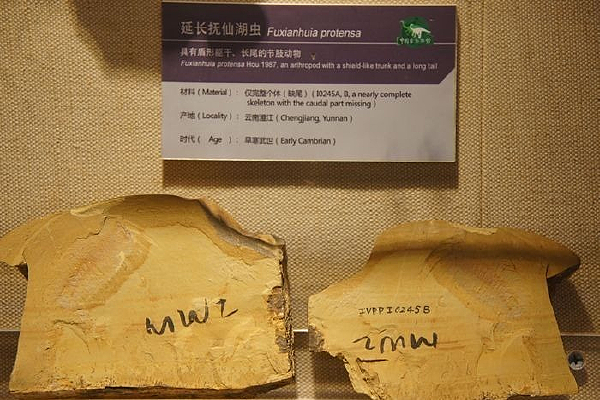 延长抚仙湖虫 Fuxianhuia protensa
具有盾形躯干、长尾的节肢动物
Fuxianhuia protensa Hou 1987, an arthropod with a shield-like trunk and a long tail
材料（Material）： 仅完整个体（缺尾）（I0245A, B, a nearly complete
skeleton with the caudal part missing）
产地（Locality）： 云南澄江（Chengjiang, Yunnan）
时代（ Age ）： 早寒武世（Early Cambrian）
IVPP I0245B